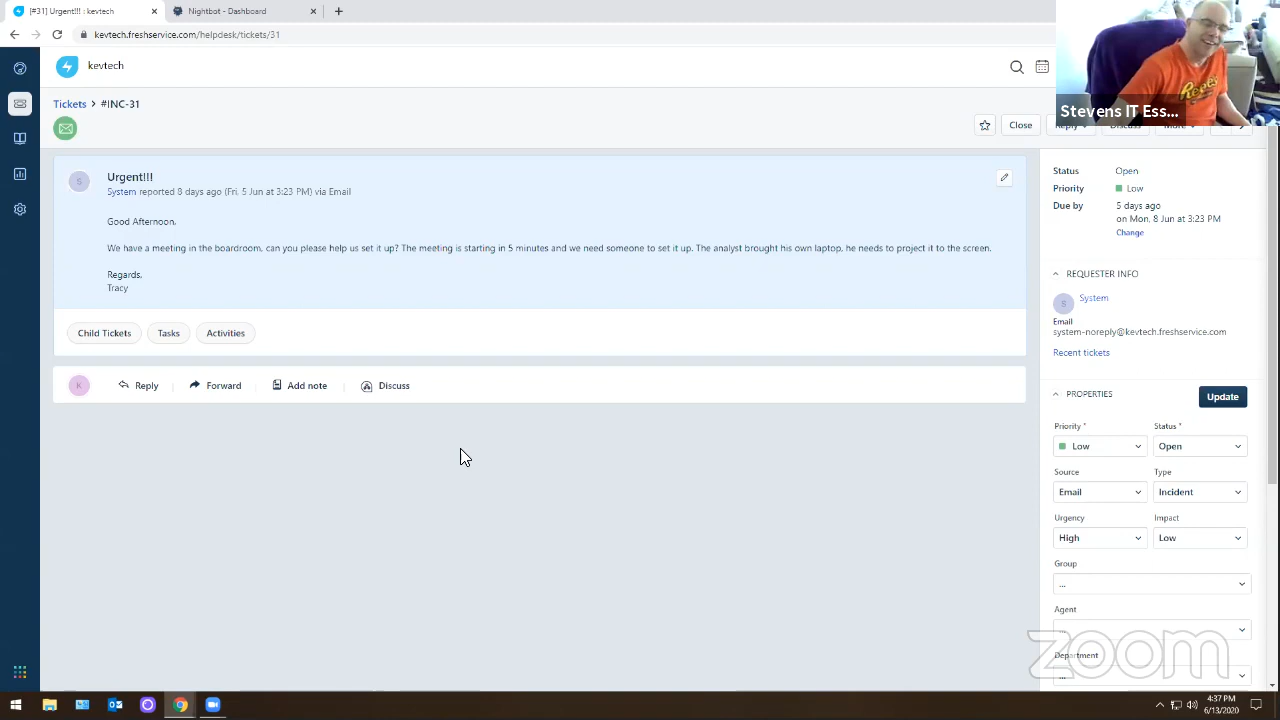 [#31] Urgent!!! : kevtech
Nightbot - Dashboard
kevtech.freshservice.com/helpdesk/tickets/31
kevtech
Reese's
Stevens IT Ess...
Tickets > #INC-31
Close
Reply
Discuss
More
Urgent!!!
S
System reported 8 days ago (Fri, 5 Jun at 3:23 PM) via Email
Good Afternoon,
We have a meeting in the boardroom, can you please help us set it up? The meeting is starting in 5 minutes and we need someone to set it up. The analyst brought his own laptop, he needs to project it to the screen.
Regards,
Tracy
Child Tickets
Tasks
Activities
K
Reply
Forward
Add note
Discuss
Status
Open
Priority
Low
Due by
5 days ago
on Mon, 8 Jun at 3:23 PM
Change
REQUESTER INFO
S
System
Email
system-noreply@kevtech.freshservice.com
Recent tickets
PROPERTIES
Update
Priority *
Status *
Low
Open
Source
Type
Email
Incident
Urgency
Impact
High
Low
Group
...
Agent
...
Department
...
zoom
4:37 PM
6/13/2020